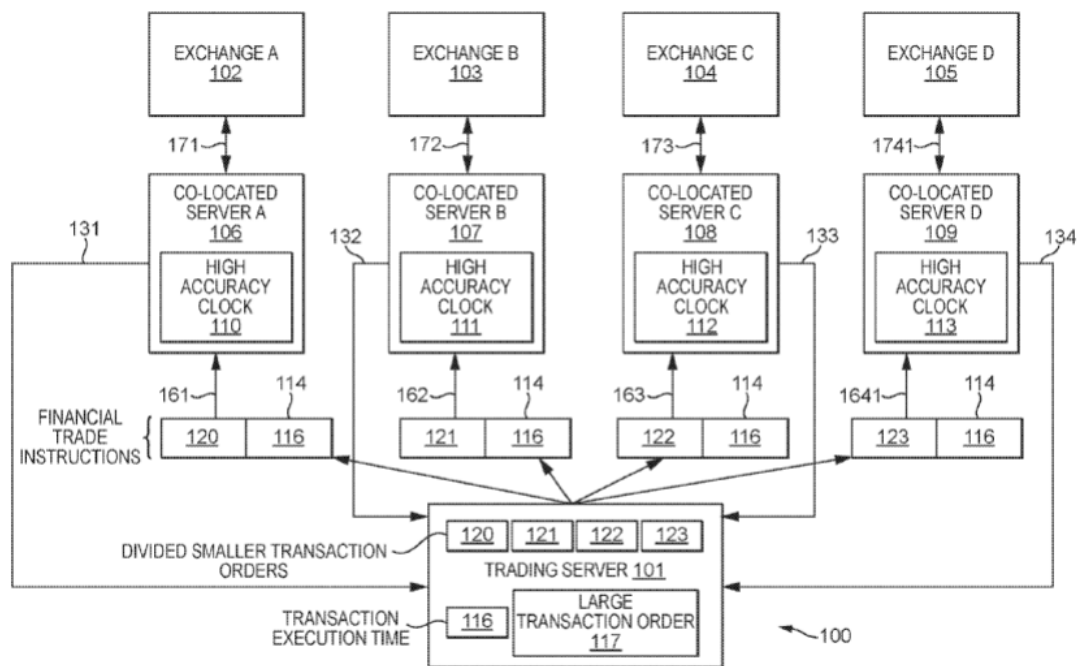 EXCHANGE A
102
EXCHANGE B
103
EXCHANGE C
104
EXCHANGE D
105
171
172
173
1741
CO-LOCATED
SERVER A
106
HIGH
ACCURACY
CLOCK
110
CO-LOCATED
SERVER B
107
HIGH
ACCURACY
CLOCK
111
CO-LOCATED
SERVER C
108
HIGH
ACCURACY
CLOCK
112
CO-LOCATED
SERVER D
109
HIGH
ACCURACY
CLOCK
113
131
132
133
134
161
114
162
114
163
114
1641
114
FINANCIAL
TRADE
INSTRUCTIONS
120 116
121 116
122 116
123 116
120 121 122 123
DIVIDED SMALLER TRANSACTION
ORDERS
TRADING SERVER 101
TRANSACTION
EXECUTION TIME
116
LARGE
TRANSACTION ORDER
117
100